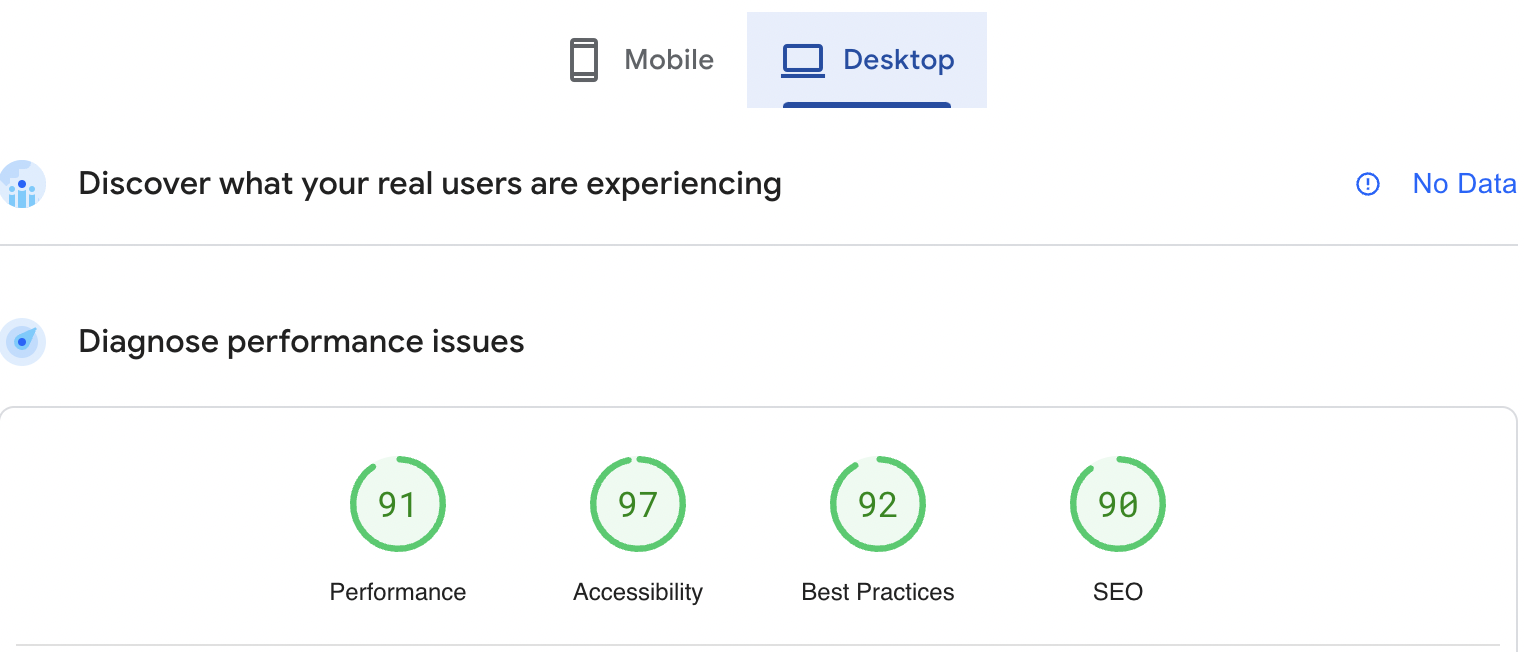 Mobile Desktop
Discover what your real users are experiencing No Data
Diagnose performance issues
91 97 92 90
Performance Accessibility Best Practices SEO